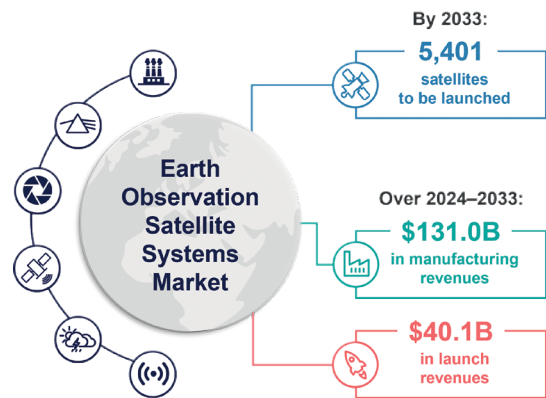 Earth
Observation
Satellite
Systems
Market
By 2033:
5,401
satellites
to be launched
Over 2024–2033:
$131.0B
in manufacturing
revenues
$40.1B
in launch
revenues